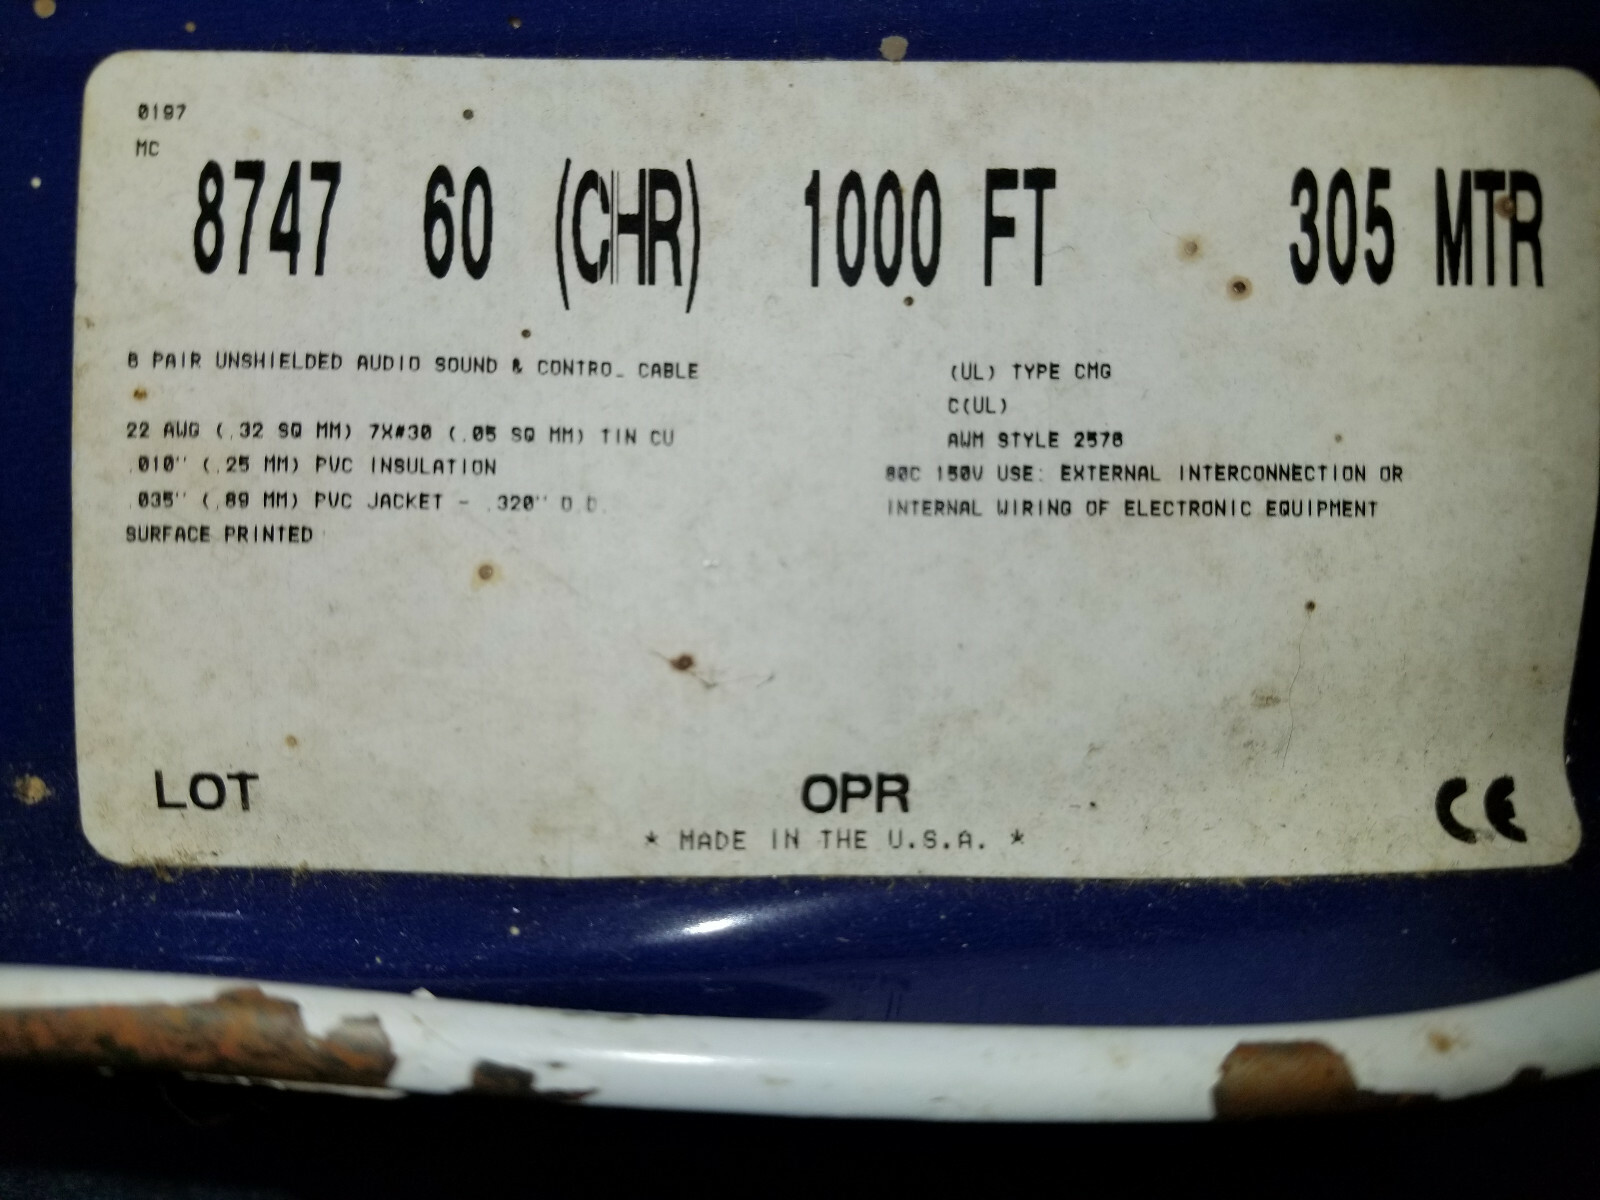 0197
MC
8747 60 (CHR) 1000 FT 305 MTR
PAIR UNSHIELDED AUDIO SOUND & CONTRO_ CABLE
(UL) TYPE CMG
C(UL)
22 AWG (.32 SQ MM) 7X#30 (.05 SQ MM) TIN CU
AWM STYLE
.010" (.25 MM) PVC INSULATION
80C 150V USE: EXTERNAL INTERCONNECTION OR
.035" (.89 MM) PVC JACKET - .320" O.D.
INTERNAL WIRING OF ELECTRONIC EQUIPMENT
SURFACE PRINTED
LOT OPR CE
* MADE IN THE U.S.A. *